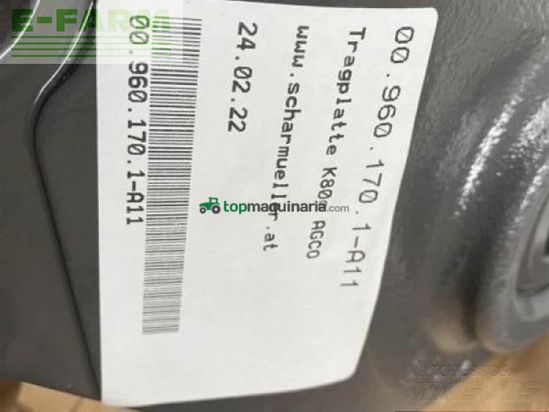 E-FARM
00.960.170.1-A11
Tragplatte K80® AGCO
www.scharmueller.at
24.02.22
00.960.170.1-A11
topmaquinaria.com